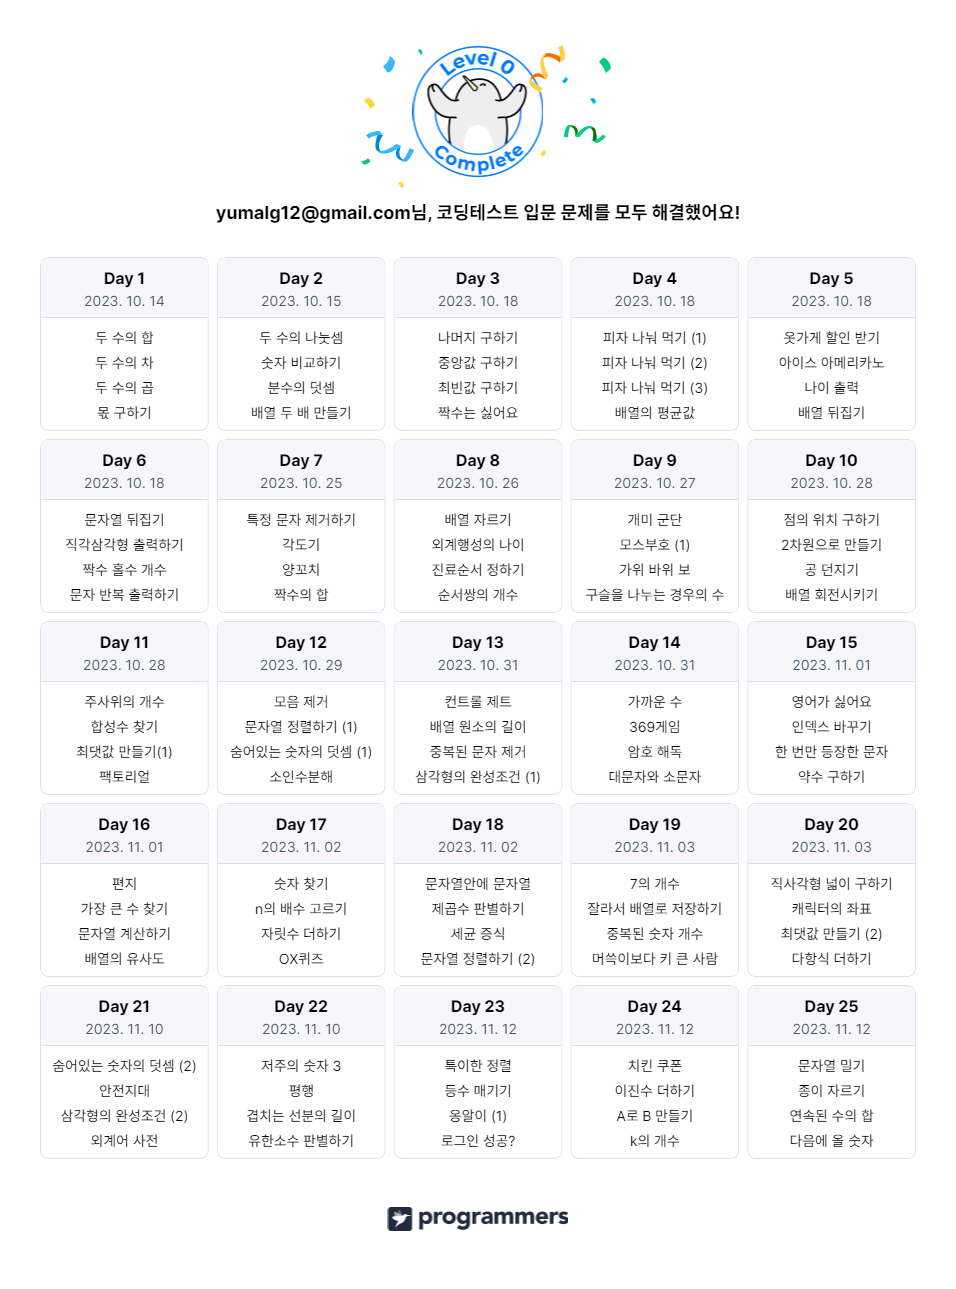 Level 0
Complete
yumalg12@gmail.com님, 코딩테스트 입문 문제를 모두 해결했어요!
Day 1
2023. 10. 14
두 수의 합
두 수의 차
두 수의 곱
몫 구하기
Day 2
2023. 10. 15
두 수의 나눗셈
숫자 비교하기
분수의 덧셈
배열 두 배 만들기
Day 3
2023. 10. 18
나머지 구하기
중앙값 구하기
최빈값 구하기
짝수는 싫어요
Day 4
2023. 10. 18
피자 나눠 먹기 (1)
피자 나눠 먹기 (2)
피자 나눠 먹기 (3)
배열의 평균값
Day 5
2023. 10. 18
옷가게 할인 받기
아이스 아메리카노
나이 출력
배열 뒤집기
Day 6
2023. 10. 18
문자열 뒤집기
직각삼각형 출력하기
짝수 홀수 개수
문자 반복 출력하기
Day 7
2023. 10. 25
특정 문자 제거하기
각도기
양꼬치
짝수의 합
Day 8
2023. 10. 26
배열 자르기
외계행성의 나이
진료순서 정하기
순서쌍의 개수
Day 9
2023. 10. 27
개미 군단
모스부호 (1)
가위 바위 보
구슬을 나누는 경우의 수
Day 10
2023. 10. 28
점의 위치 구하기
2차원으로 만들기
공 던지기
배열 회전시키기
Day 11
2023. 10. 28
주사위의 개수
합성수 찾기
최댓값 만들기(1)
팩토리얼
Day 12
2023. 10. 29
모음 제거
문자열 정렬하기 (1)
숨어있는 숫자의 덧셈 (1)
소인수분해
Day 13
2023. 10. 31
컨트롤 제트
배열 원소의 길이
중복된 문자 제거
삼각형의 완성조건 (1)
Day 14
2023. 10. 31
가까운 수
369게임
암호 해독
대문자와 소문자
Day 15
2023. 11. 01
영어가 싫어요
인덱스 바꾸기
한 번만 등장한 문자
약수 구하기
Day 16
2023. 11. 01
편지
가장 큰 수 찾기
문자열 계산하기
배열의 유사도
Day 17
2023. 11. 02
숫자 찾기
n의 배수 고르기
자릿수 더하기
OX퀴즈
Day 18
2023. 11. 02
문자열안에 문자열
제곱수 판별하기
세균 증식
문자열 정렬하기 (2)
Day 19
2023. 11. 03
7의 개수
잘라서 배열로 저장하기
중복된 숫자 개수
머쓱이보다 키 큰 사람
Day 20
2023. 11. 03
직사각형 넓이 구하기
캐릭터의 좌표
최댓값 만들기 (2)
다항식 더하기
Day 21
2023. 11. 10
숨어있는 숫자의 덧셈 (2)
안전지대
삼각형의 완성조건 (2)
외계어 사전
Day 22
2023. 11. 10
저주의 숫자 3
평행
겹치는 선분의 길이
유한소수 판별하기
Day 23
2023. 11. 12
특이한 정렬
등수 매기기
옹알이 (1)
로그인 성공?
Day 24
2023. 11. 12
치킨 쿠폰
이진수 더하기
A로 B 만들기
k의 개수
Day 25
2023. 11. 12
문자열 밀기
종이 자르기
연속된 수의 합
다음에 올 숫자
programmers